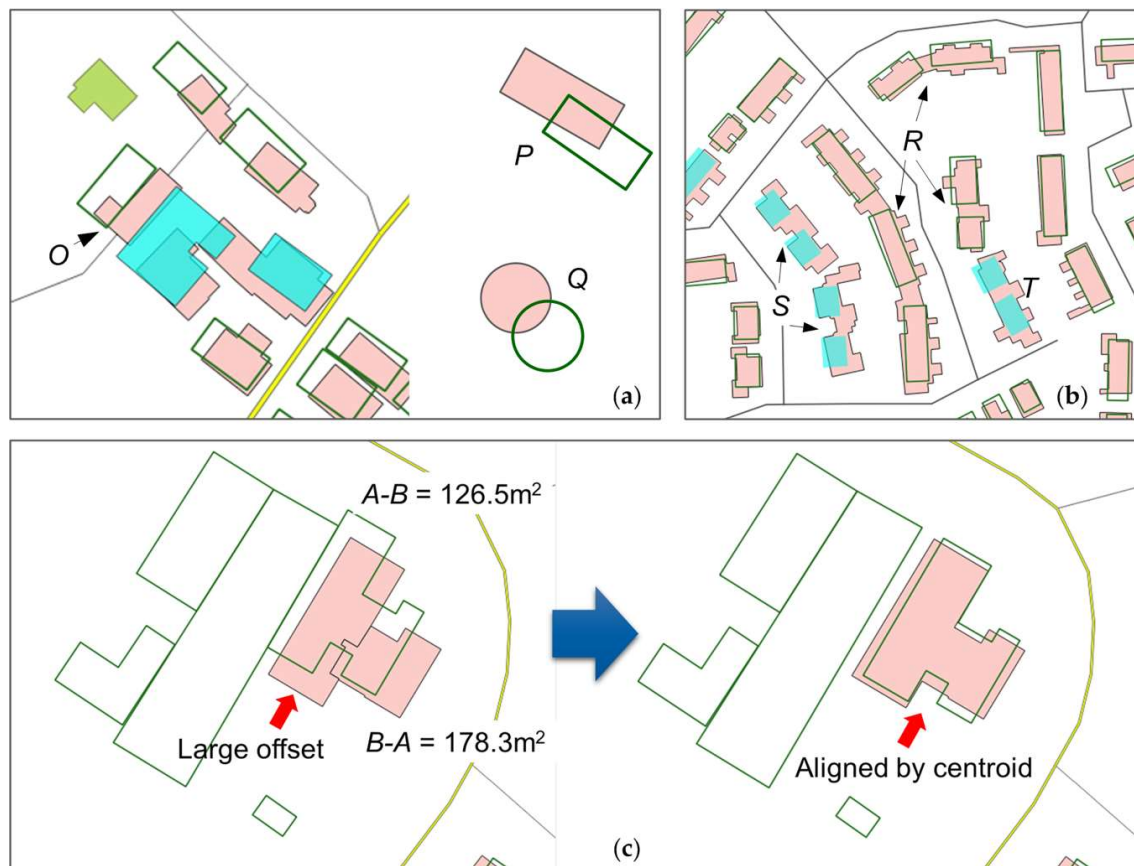 P
O
Q
(a)
R
S
T
(b)
A-B = 126.5m²
Large offset
B-A = 178.3m²
Aligned by centroid
(c)